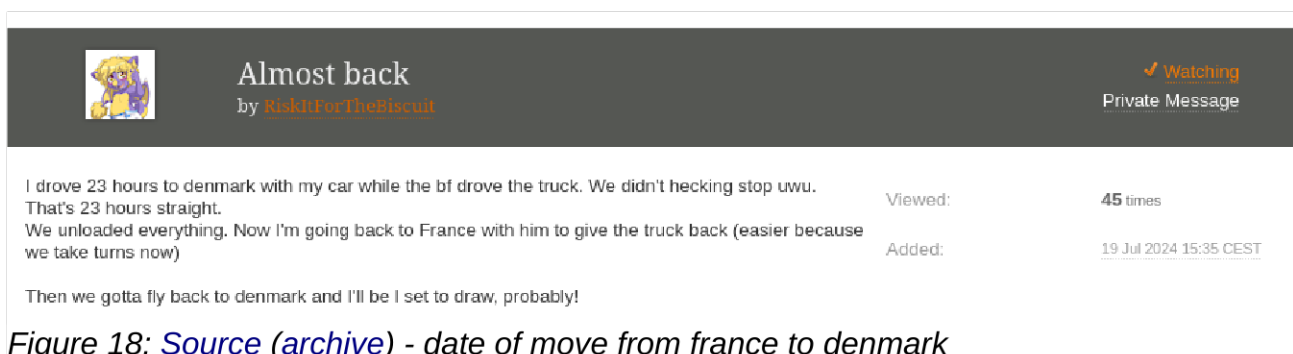 Almost back
by RiskItForTheBiscuit
✓ Watching
Private Message
I drove 23 hours to denmark with my car while the bf drove the truck. We didn't hecking stop uwu.
That's 23 hours straight.
We unloaded everything. Now I'm going back to France with him to give the truck back (easier because
we take turns now)
Then we gotta fly back to denmark and I'll be I set to draw, probably!
Viewed:
45 times
Added:
19 Jul 2024 15:35 CEST
Figure 18: Source (archive) - date of move from france to denmark